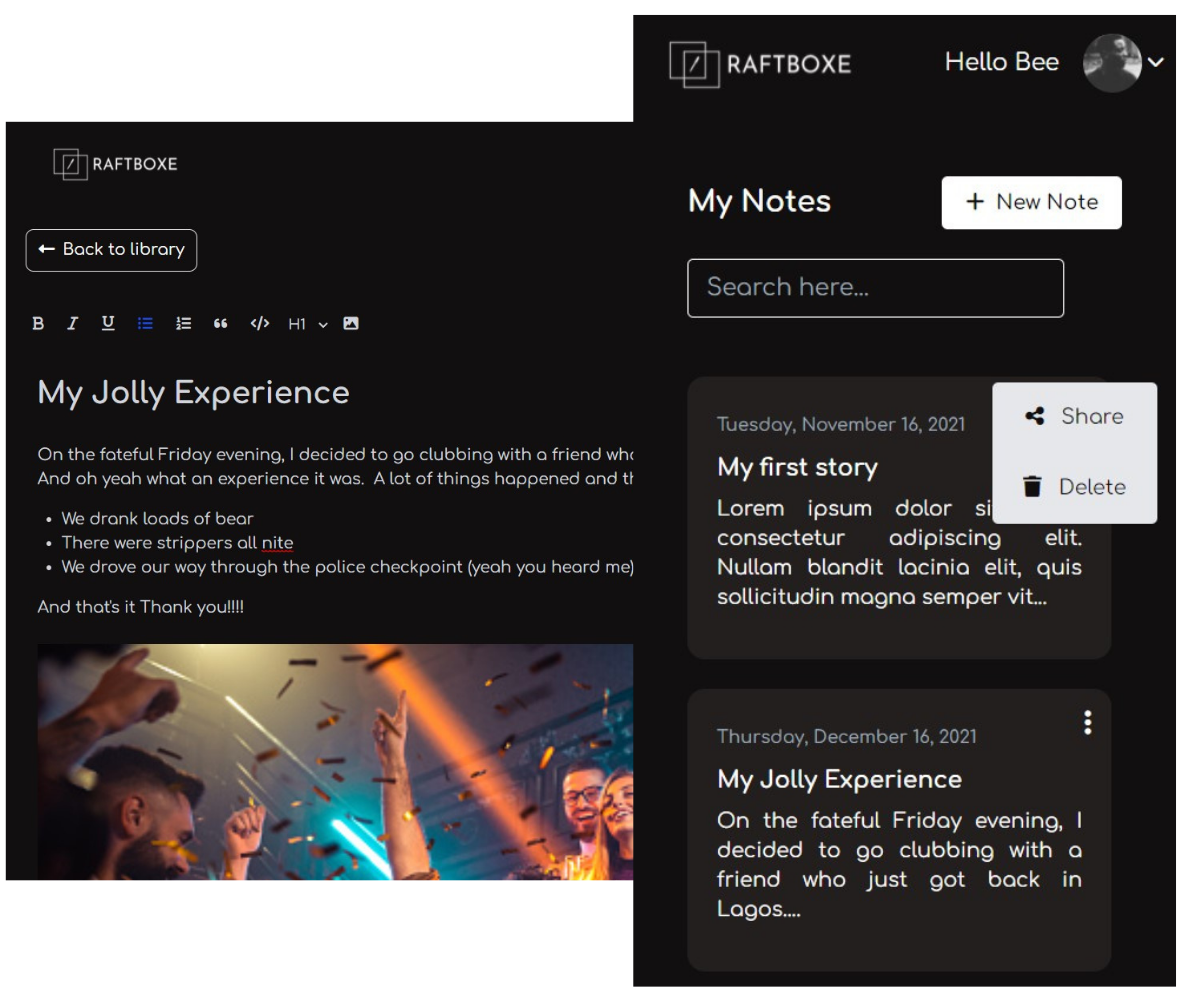 RAFTBOXE
Back to library
B I U H1
My Jolly Experience
On the fateful Friday evening, I decided to go clubbing with a friend
And oh yeah what an experience it was. A lot of things happened and
• We drank loads of bear
• There were strippers all nite
• We drove our way through the police checkpoint (yeah you heard me)
And that's it Thank you!!!!
RAFTBOXE
Hello Bee
My Notes
+ New Note
Search here...
Tuesday, November 16, 2021
My first story
Lorem ipsum dolor si
consectetur adipiscing elit.
Nullam blandit lacinia elit, quis
sollicitudin magna semper vit...
Share
Delete
Thursday, December 16, 2021
My Jolly Experience
On the fateful Friday evening, I
decided to go clubbing with a
friend who just got back in
Lagos....